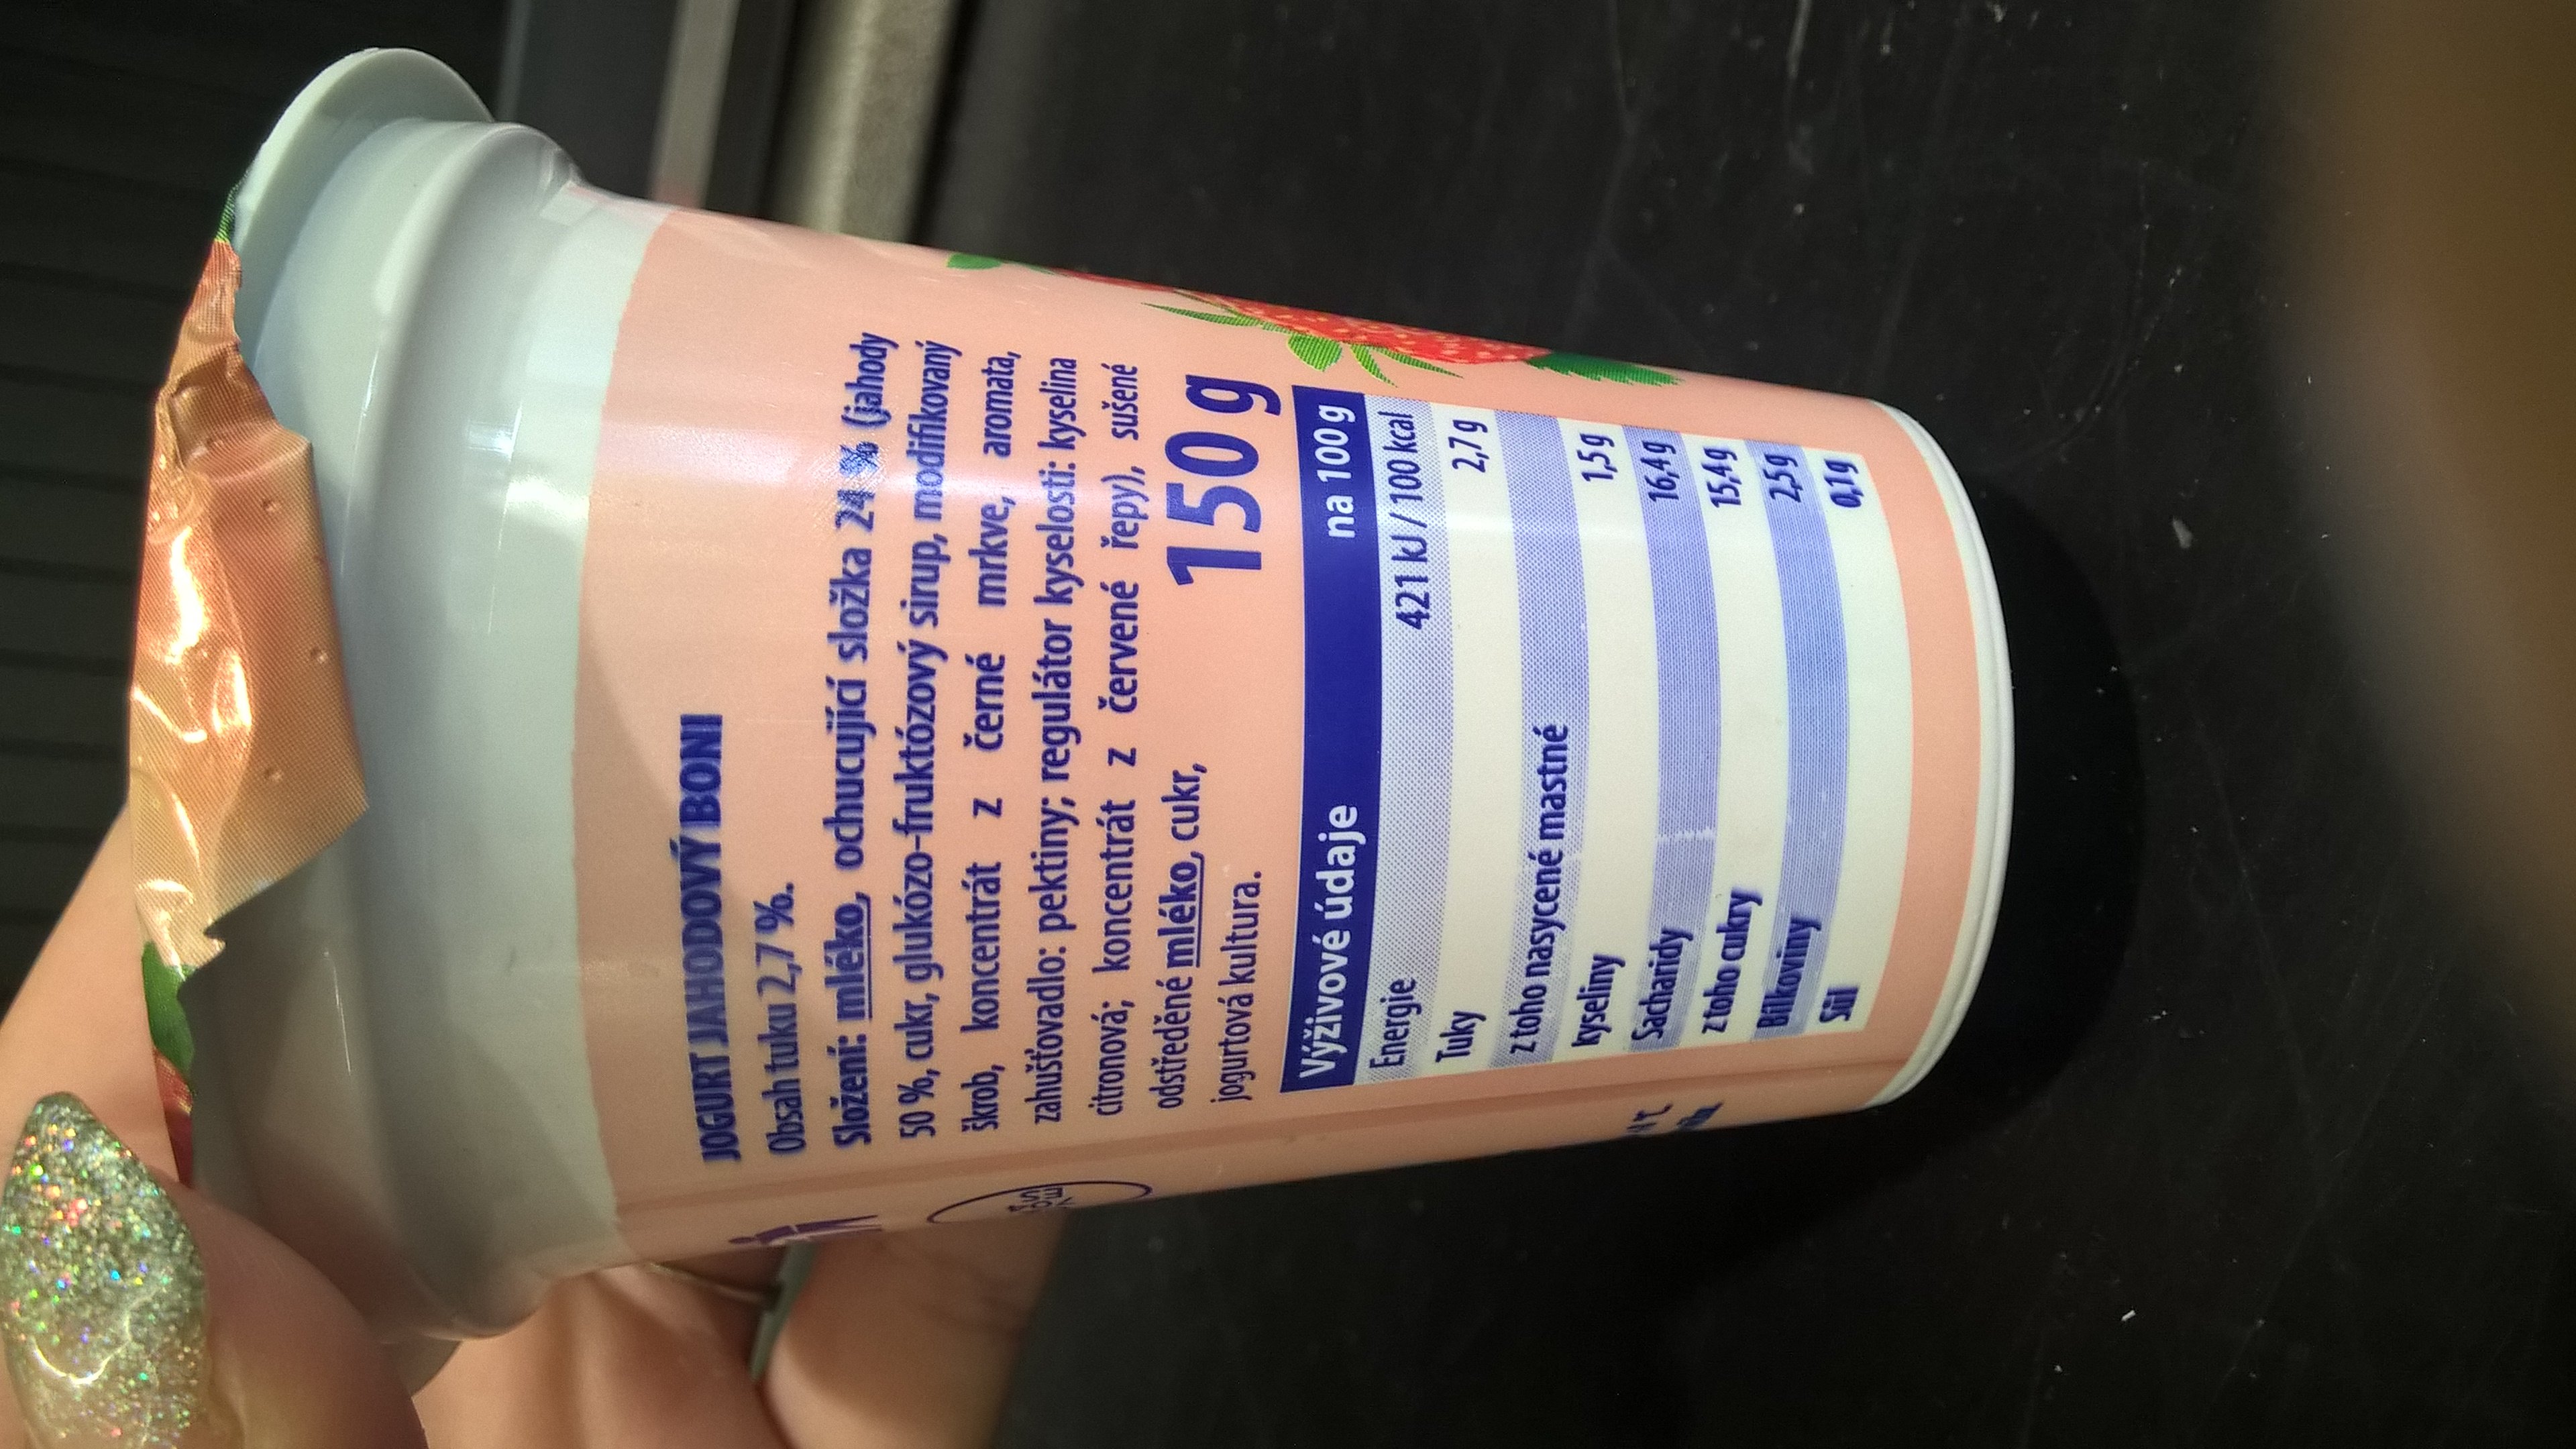 JOGURT JAHODOVÝ BONI
Obsah tuku 2,7 %.
Složení: mléko, ochucující složka 24 % (jahody
50 %, cukr, glukózo-fruktózový sirup, modifikovaný
škrob, koncentrát z černé mrkve, aromata,
zahušťovadlo: pektiny; regulátor kyselosti: kyselina
citronová; koncentrát z červené řepy), sušené
odstředěné mléko, cukr,
jogurtová kultura.
150 g
Výživové údaje na 100 g
Energie 421 kJ / 100 kcal
Tuky 2,7 g
z toho nasycené mastné
kyseliny 1,5 g
Sacharidy 16,4 g
z toho cukry 15,4 g
Bílkoviny 2,5 g
Sůl 0,1 g